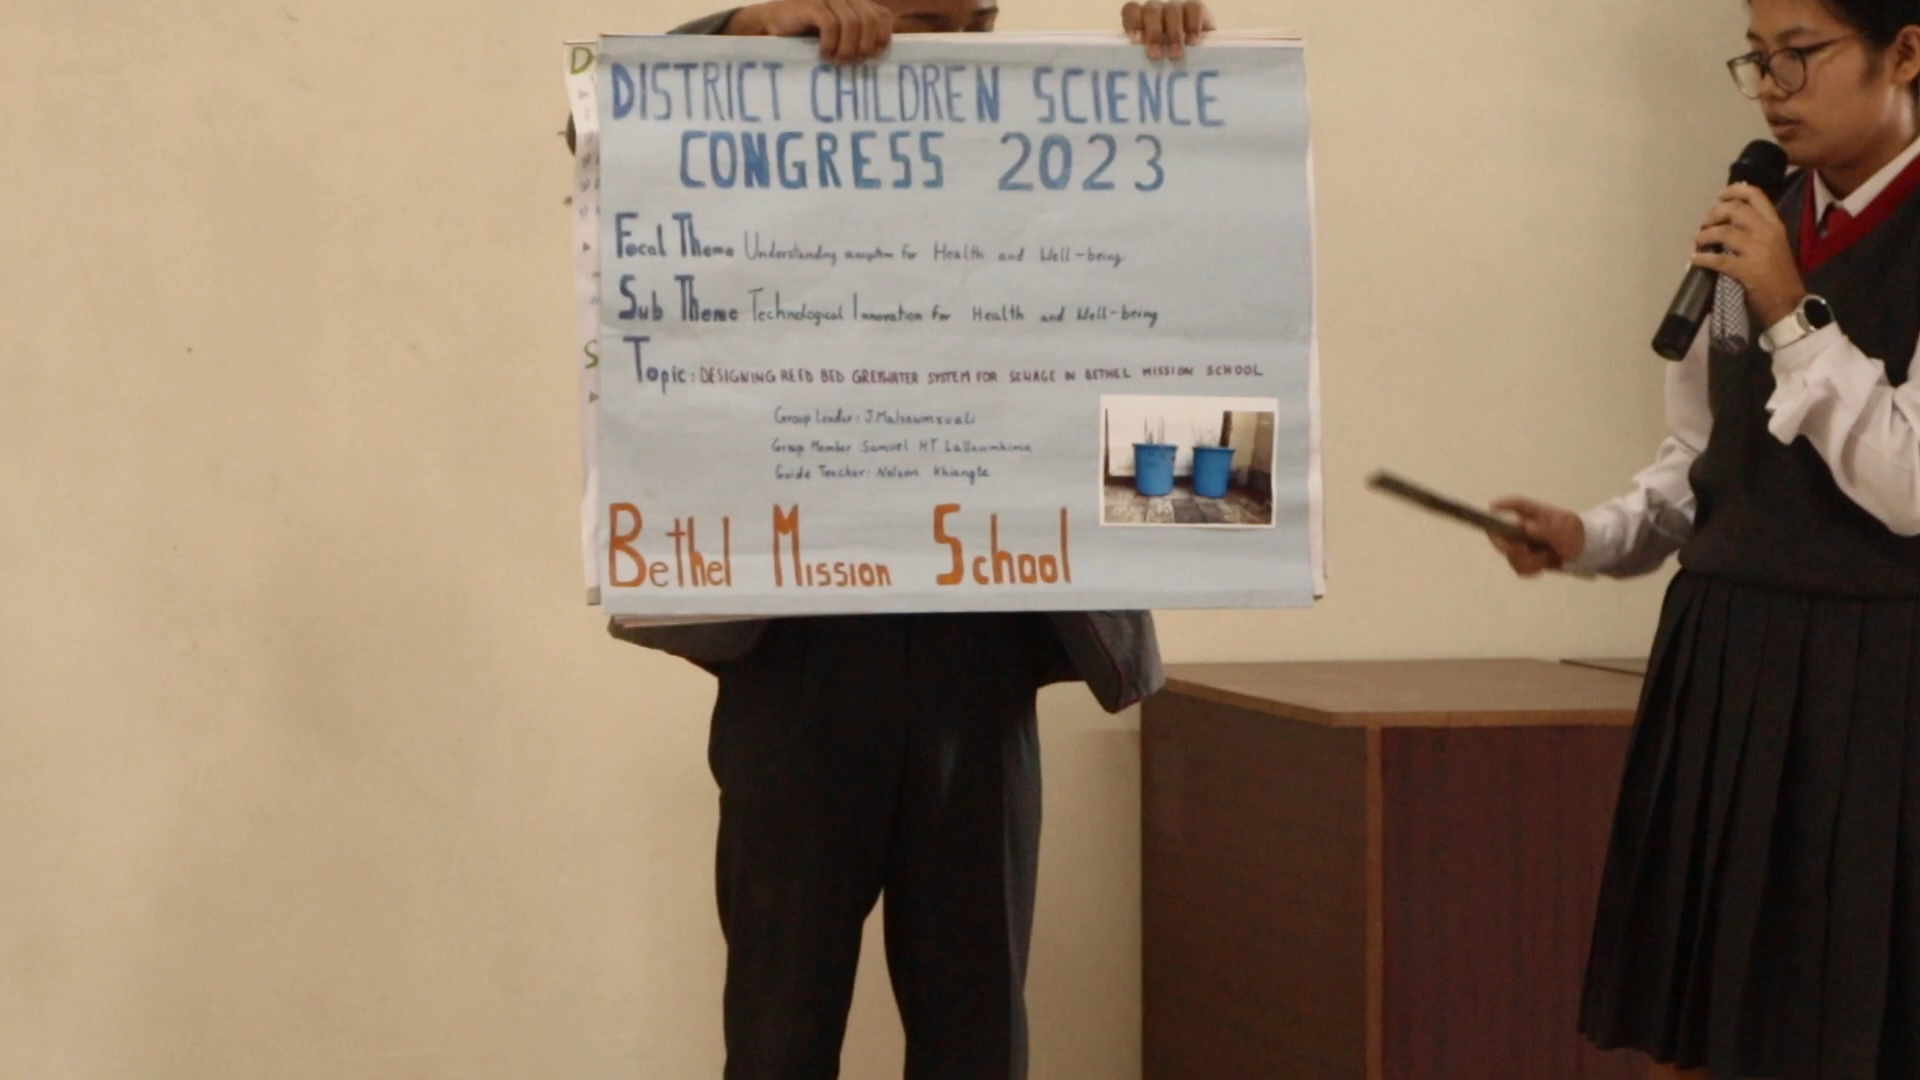 DISTRICT CHILDREN SCIENCE
CONGRESS 2023
Focal Theme Understanding ecosystem for Health and Well-being
Sub Theme Technological Innovation for Health and Well-being
Topic: DESIGNING REED BED GREYWATER SYSTEM FOR SEWAGE IN BETHEL MISSION SCHOOL
Group Leader: J.Malsawmzuali
Group Member: Samuel HT Lallawmhima
Guide Teacher: Nelson Khiangte
Bethel Mission School
D
S